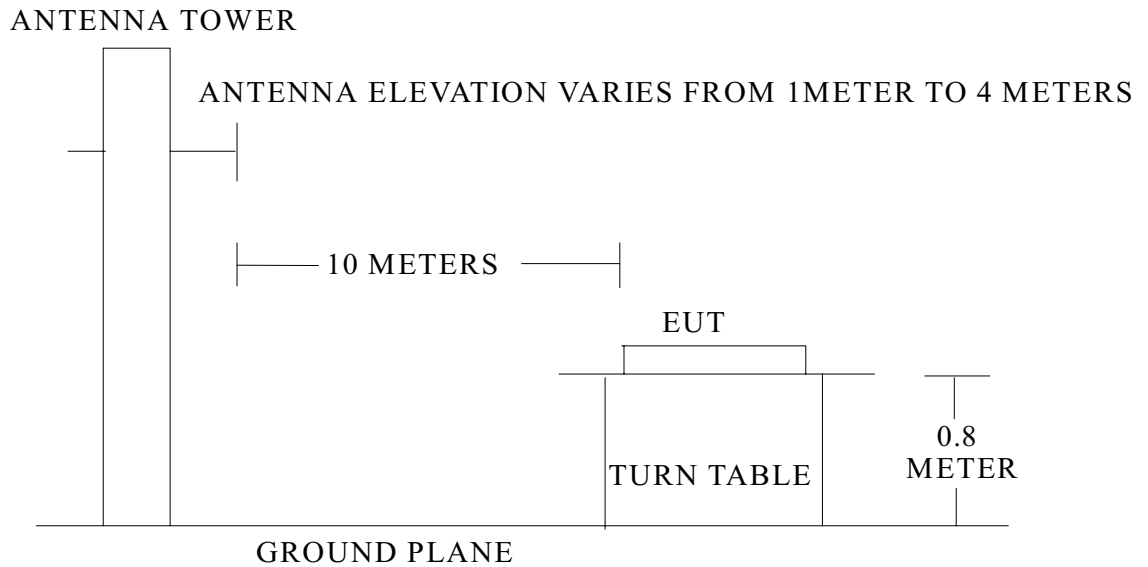 ANTENNA TOWER
ANTENNA ELEVATION VARIES FROM 1METER TO 4 METERS
10 METERS
EUT
0.8
METER
TURN TABLE
GROUND PLANE